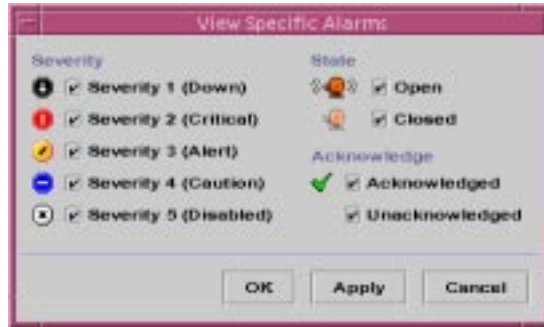 View Specific Alarms
Severity
Severity 1 (Down)
Severity 2 (Critical)
Severity 3 (Alert)
Severity 4 (Caution)
Severity 5 (Disabled)
State
Open
Closed
Acknowledge
Acknowledged
Unacknowledged
OK
Apply
Cancel